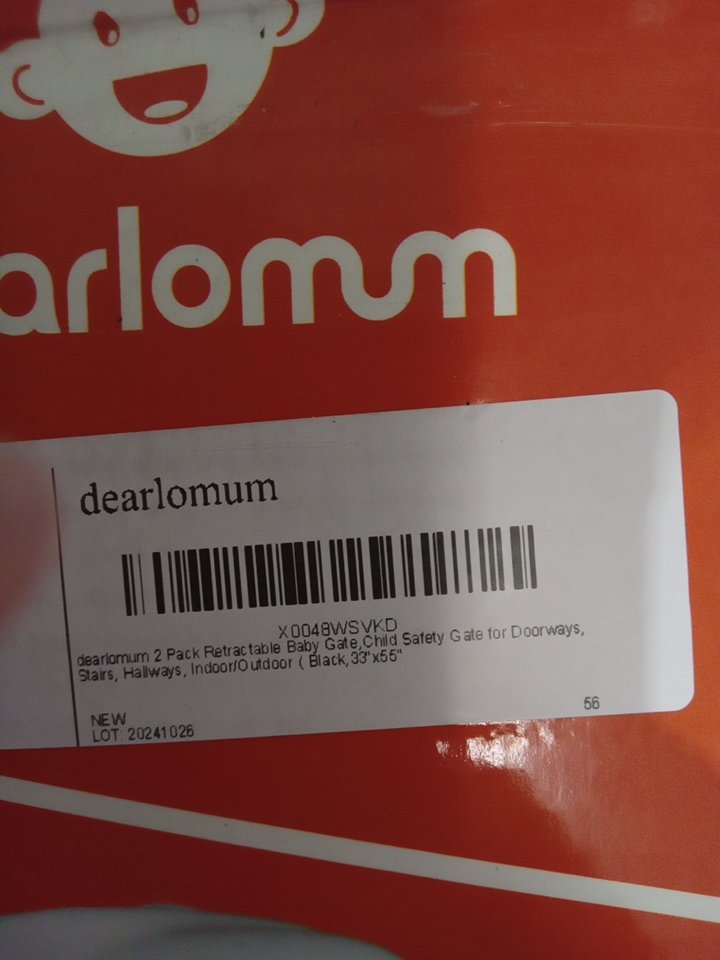 arlomum
dearlomum
X0048WSVKD
dearlomum 2 Pack Retractable Baby Gate,Child Safety Gate for Doorways,
Stairs, Hallways, Indoor/Outdoor ( Black,33"x55"
56
NEW
LOT: 20241026